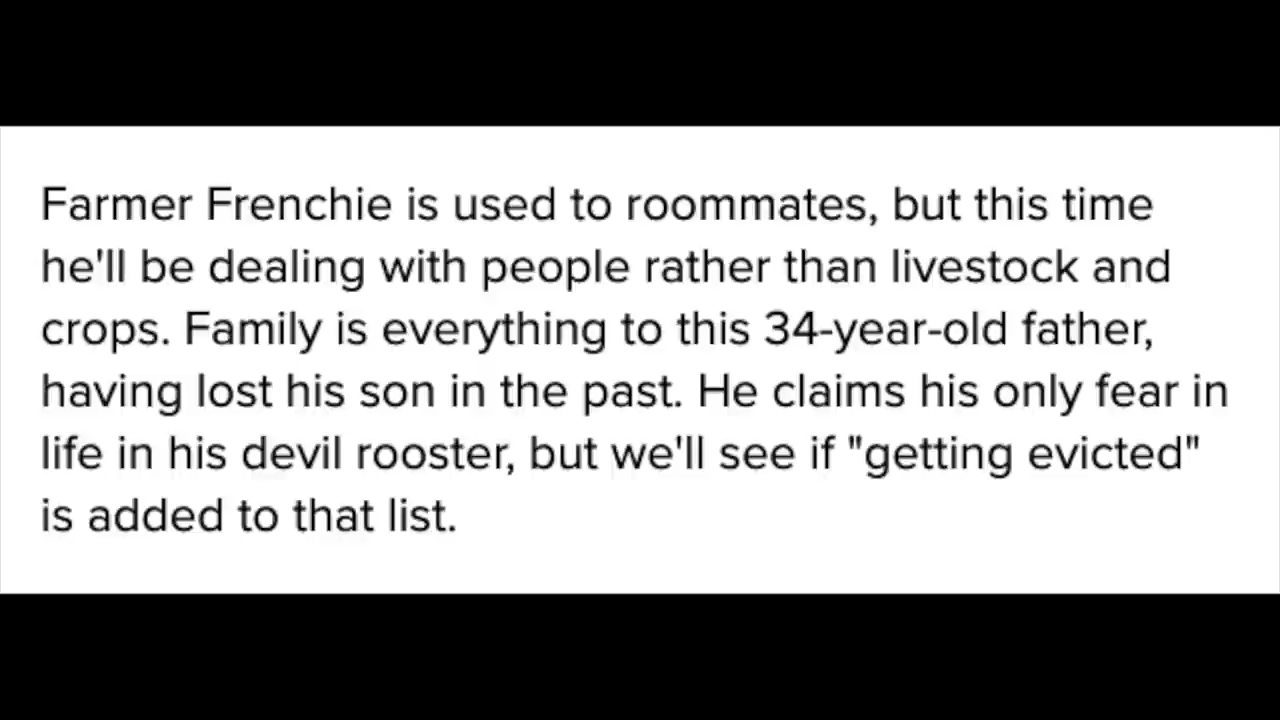 Farmer Frenchie is used to roommates, but this time
he'll be dealing with people rather than livestock and
crops. Family is everything to this 34-year-old father,
having lost his son in the past. He claims his only fear in
life in his devil rooster, but we'll see if "getting evicted"
is added to that list.